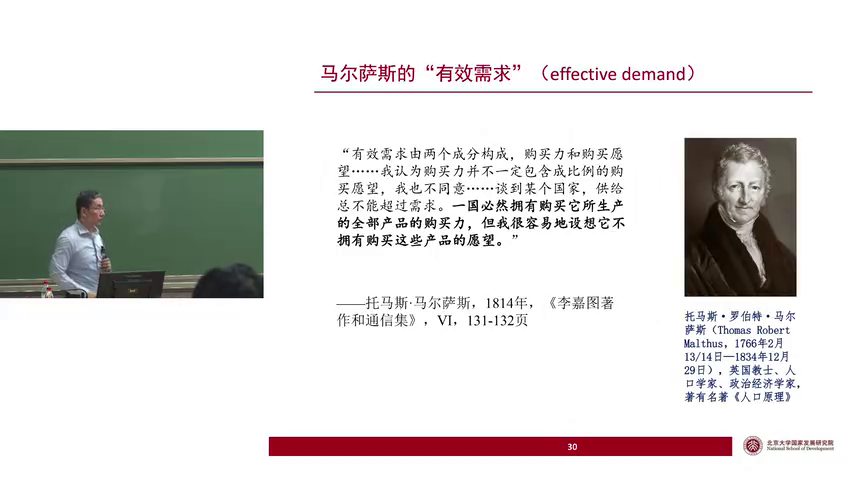 马尔萨斯的“有效需求”（effective demand）
“有效需求由两个成分构成，购买力和购买愿
望……我认为购买力并不一定包含成比例的购
买愿望，我也不同意……谈到某个国家，供给
总不能超过需求。一国必然拥有购买它所生产
的全部产品的购买力，但我很容易地设想它不
拥有购买这些产品的愿望。”
——托马斯·马尔萨斯，1814年，《李嘉图著
作和通信集》，VI，131-132页
托马斯·罗伯特·马尔
萨斯（Thomas Robert
Malthus，1766年2月
13/14日—1834年12月
29日），英国教士、人
口学家、政治经济学家，
著有名著《人口原理》
30
北京大学国家发展研究院
National School of Development